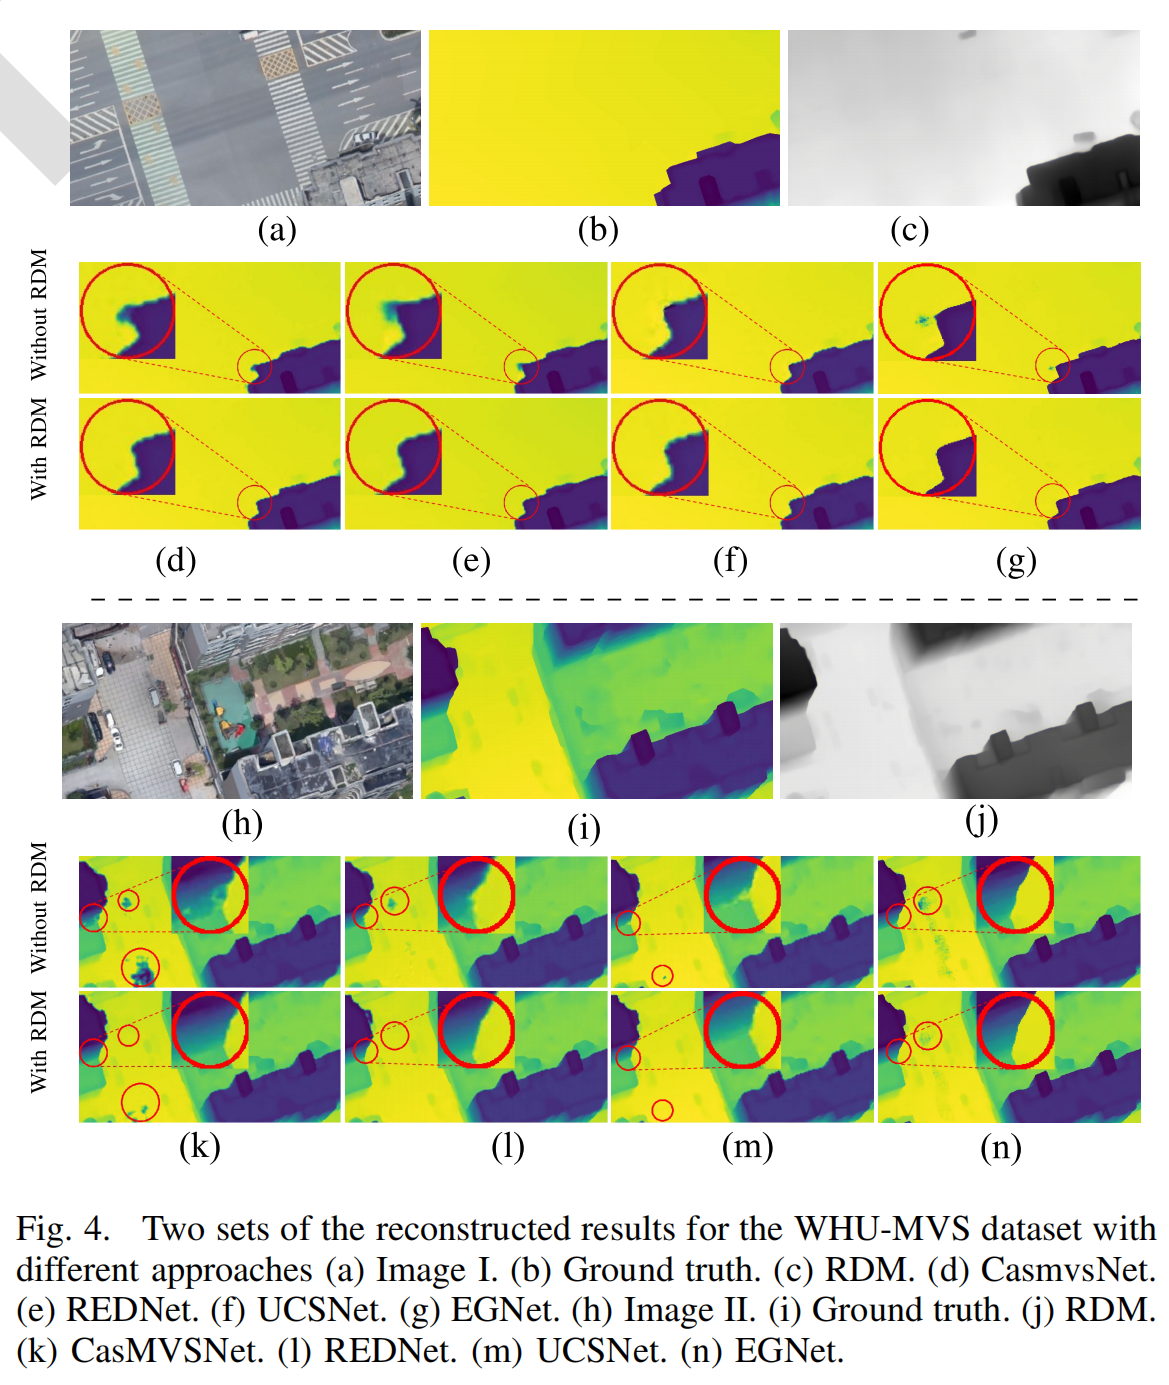 (a) (b) (c)
Without RDM
With RDM
(d) (e) (f) (g)
(h) (i) (j)
Without RDM
With RDM
(k) (l) (m) (n)
Fig. 4. Two sets of the reconstructed results for the WHU-MVS dataset with
different approaches (a) Image I. (b) Ground truth. (c) RDM. (d) CasmvsNet.
(e) REDNet. (f) UCSNet. (g) EGNet. (h) Image II. (i) Ground truth. (j) RDM.
(k) CasMVSNet. (l) REDNet. (m) UCSNet. (n) EGNet.